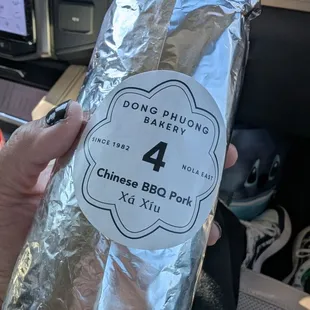 DONG PHUONG
BAKERY
SINCE 1982
4
NOLA EAST
Chinese BBQ Pork
Xá Xíu